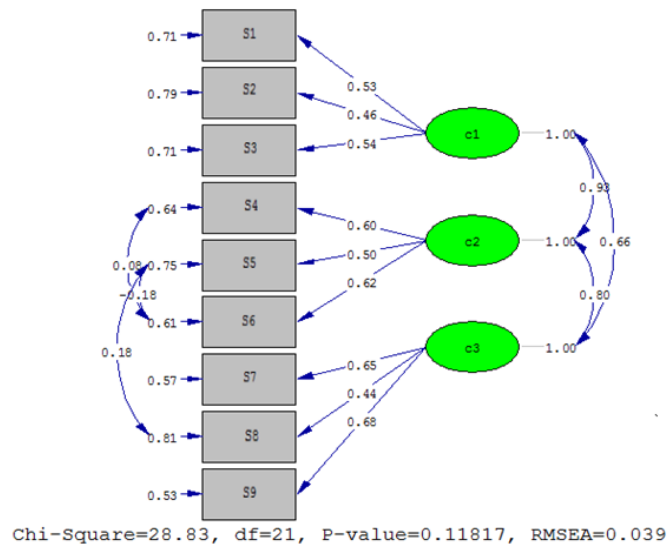 0.71 S1
0.53
0.79 S2
0.46
c1 1.00
0.71 S3 0.54
0.93
0.64 S4
0.60
0.08 0.75 S5 0.50 c2 1.00 0.66
-0.18
0.62
0.61 S6 0.80
0.18
0.57 S7 0.65 c3 1.00
0.44
0.81 S8 0.68
0.53 S9
Chi-Square=28.83, df=21, P-value=0.11817, RMSEA=0.039